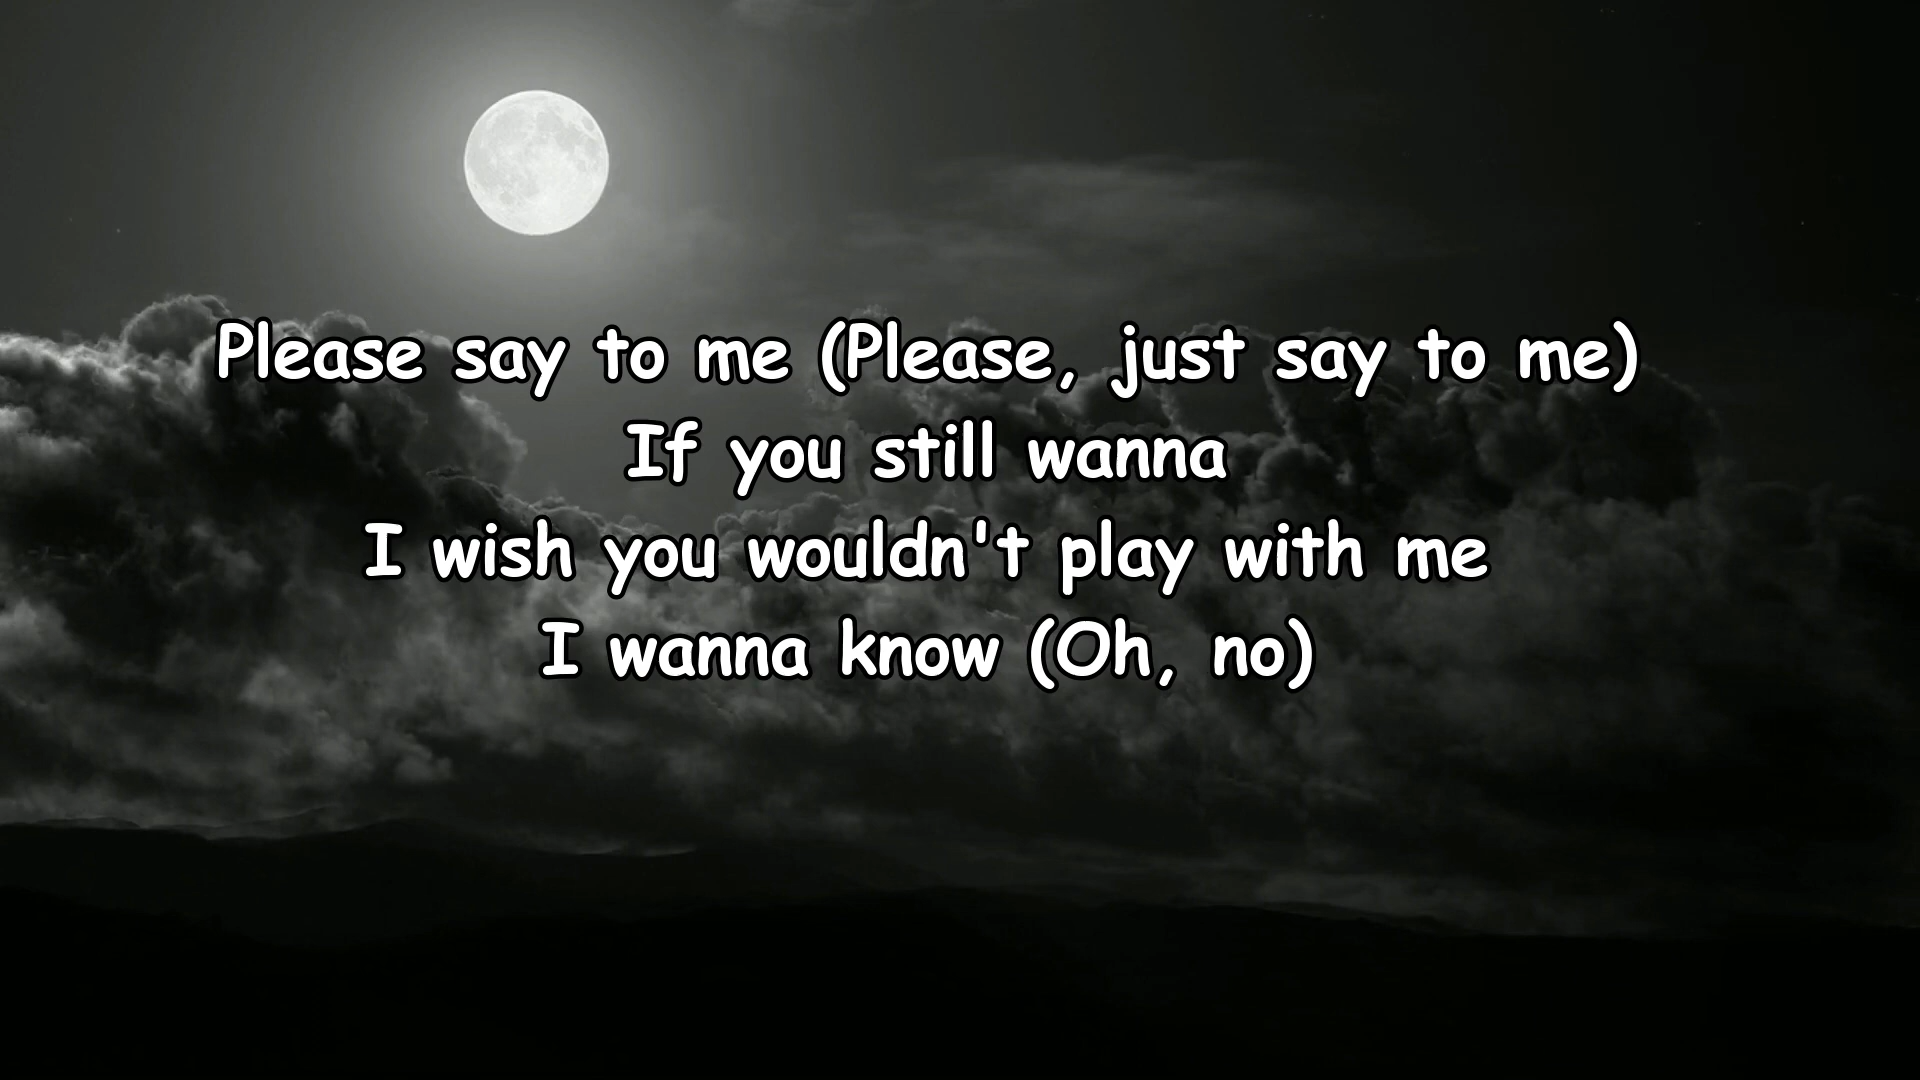 Please say to me (Please, just say to me)
If you still wanna
I wish you wouldn't play with me
I wanna know (Oh, no)